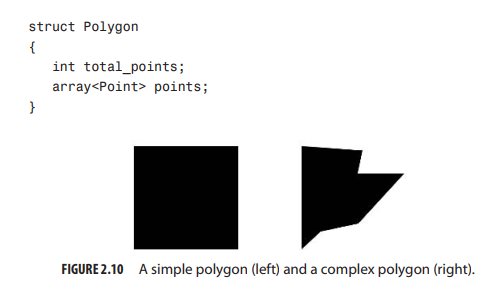 struct Polygon
{
int total_points;
array<Point> points;
}
FIGURE 2.10 A simple polygon (left) and a complex polygon (right).